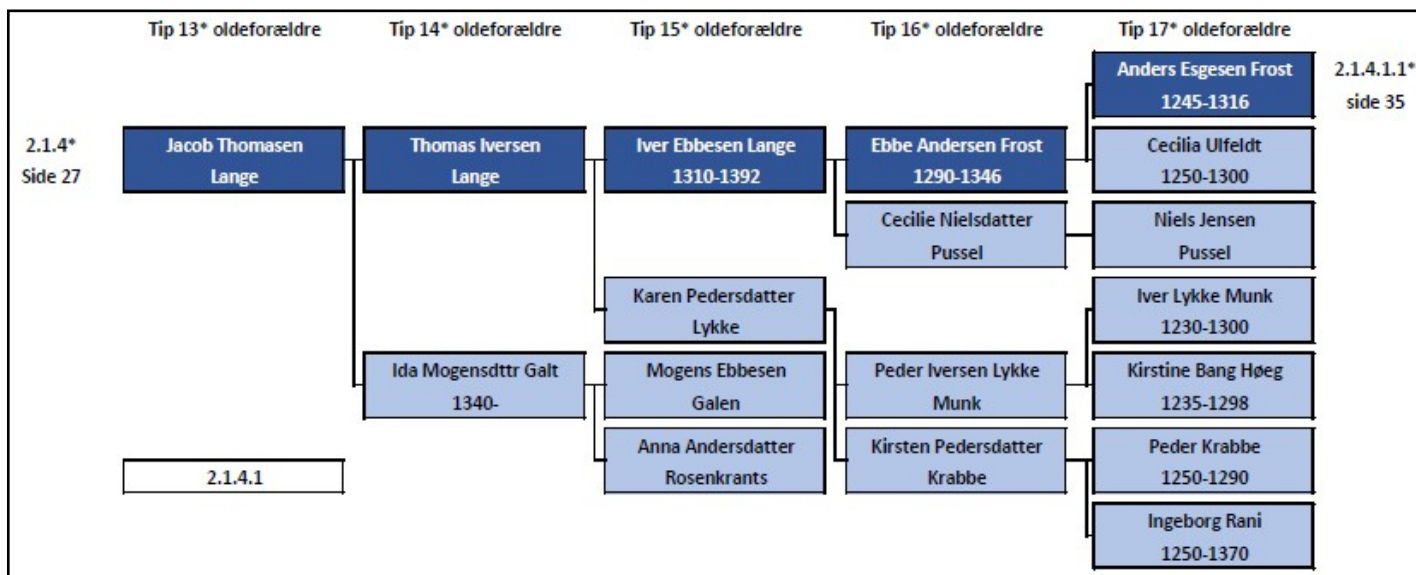 Tip 13* oldeforældre
Tip 14* oldeforældre
Tip 15* oldeforældre
Tip 16* oldeforældre
Tip 17* oldeforældre
2.1.4*
Side 27
Jacob Thomasen
Lange
2.1.4.1
Thomas Iversen
Lange
Ida Mogensdttr Galt
1340-
Iver Ebbesen Lange
1310-1392
Karen Pedersdatter
Lykke
Mogens Ebbesen
Galen
Anna Andersdatter
Rosenkrants
Ebbe Andersen Frost
1290-1346
Cecilie Nielsdatter
Pussel
Peder Iversen Lykke
Munk
Kirsten Pedersdatter
Krabbe
Anders Esgesen Frost
1245-1316
Cecilia Ulfeldt
1250-1300
Niels Jensen
Pussel
Iver Lykke Munk
1230-1300
Kirstine Bang Høeg
1235-1298
Peder Krabbe
1250-1290
Ingeborg Rani
1250-1370
2.1.4.1.1*
side 35